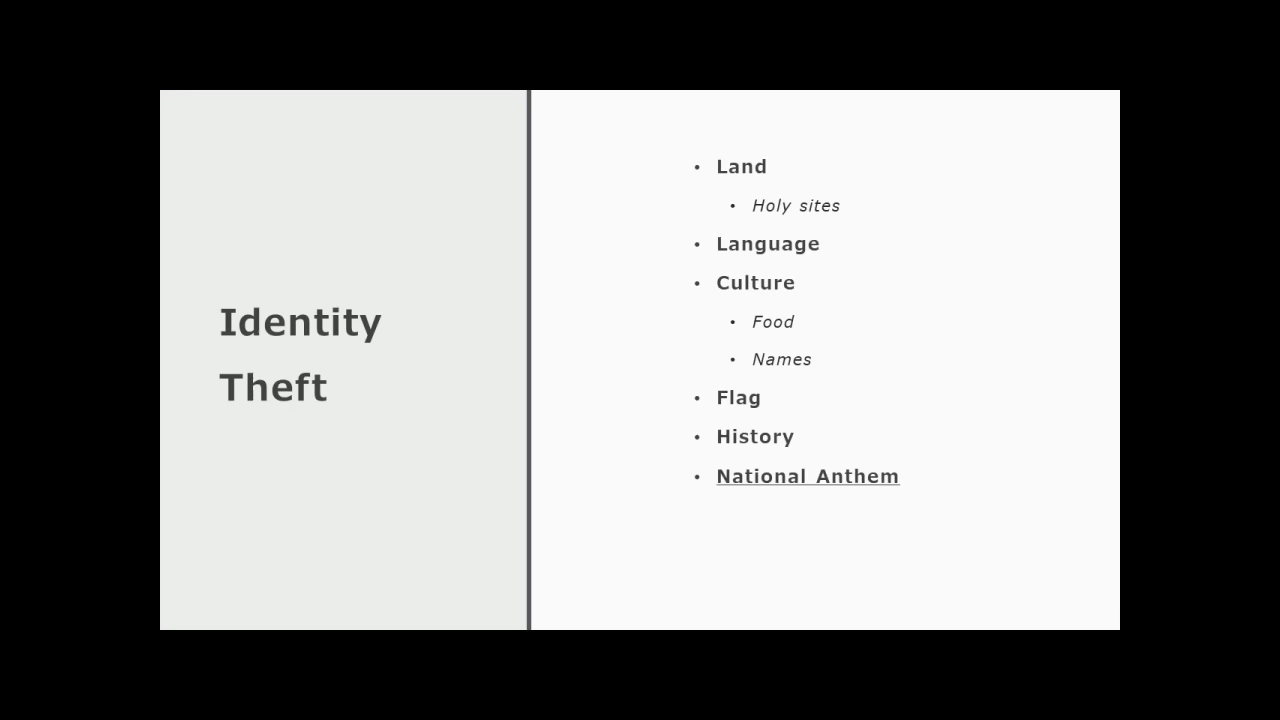 Identity
Theft
• Land
• Holy sites
• Language
• Culture
• Food
• Names
• Flag
• History
• National Anthem